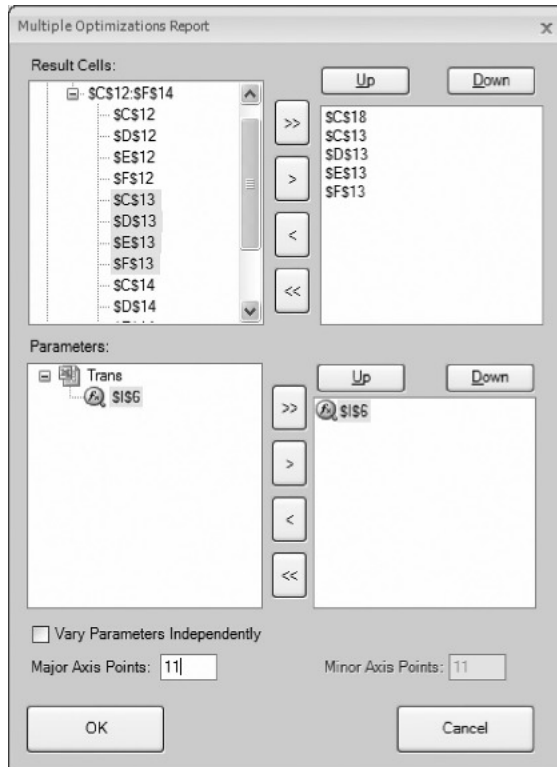 Multiple Optimizations Report
x
Result Cells:
Up
Down
$C$12:$F$14
$C$12
$D$12
$E$12
$F$12
$C$13
$D$13
$E$13
$F$13
$C$14
$D$14
>>
>
<
<<
$C$18
$C$13
$D$13
$E$13
$F$13
Parameters:
Up
Down
Trans
fx $I$6
>>
>
<
<<
fx $I$6
Vary Parameters Independently
Major Axis Points: 11
Minor Axis Points: 11
OK
Cancel